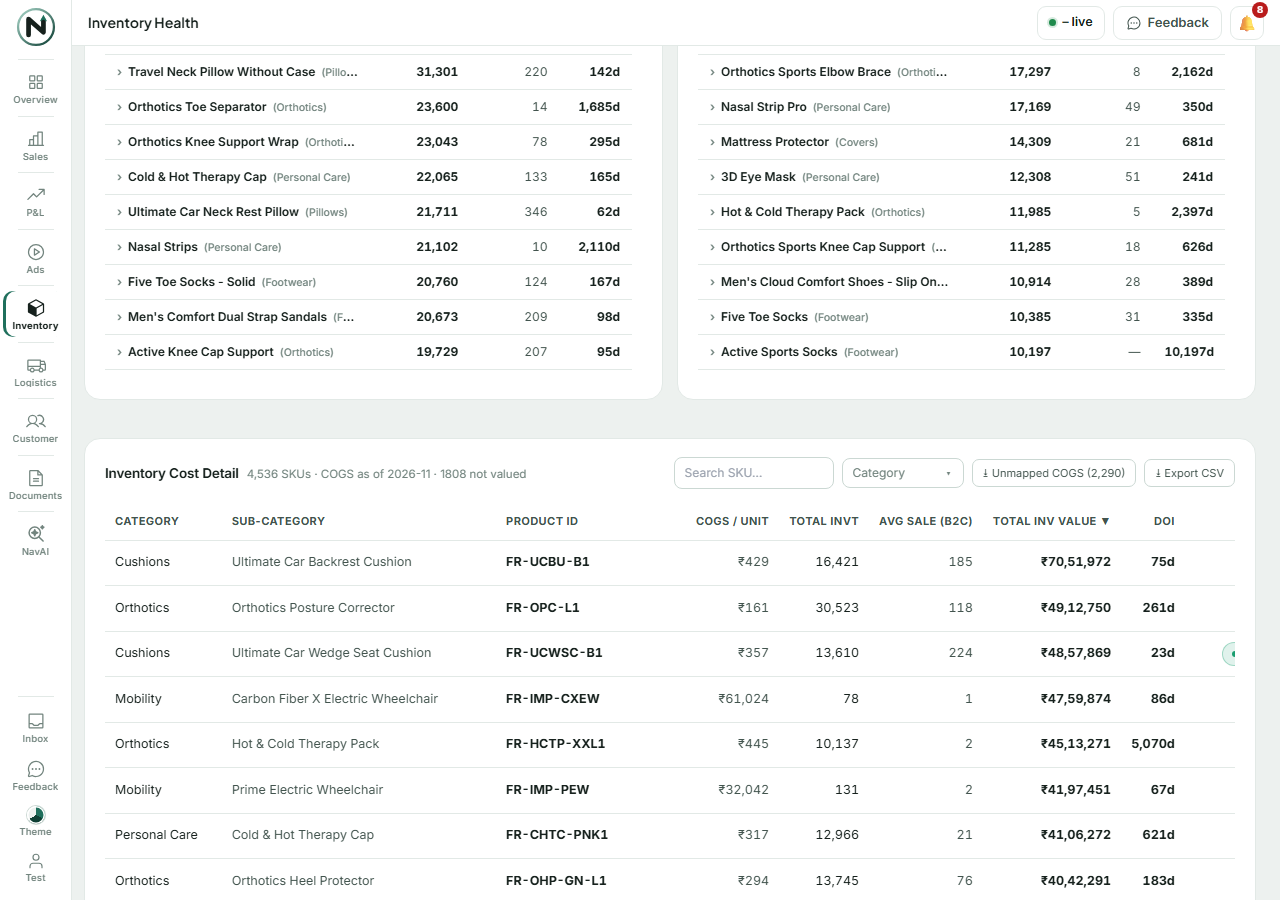 Inventory Health
– live
Feedback
8
Overview
Sales
P&L
Ads
Inventory
Logistics
Customer
Documents
NavAI
Inbox
Feedback
Theme
Test
› Travel Neck Pillow Without Case (Pillo... 31,301 220 142d
› Orthotics Toe Separator (Orthotics) 23,600 14 1,685d
› Orthotics Knee Support Wrap (Orthoti... 23,043 78 295d
› Cold & Hot Therapy Cap (Personal Care) 22,065 133 165d
› Ultimate Car Neck Rest Pillow (Pillows) 21,711 346 62d
› Nasal Strips (Personal Care) 21,102 10 2,110d
› Five Toe Socks - Solid (Footwear) 20,760 124 167d
› Men's Comfort Dual Strap Sandals (F... 20,673 209 98d
› Active Knee Cap Support (Orthotics) 19,729 207 95d
› Orthotics Sports Elbow Brace (Orthoti... 17,297 8 2,162d
› Nasal Strip Pro (Personal Care) 17,169 49 350d
› Mattress Protector (Covers) 14,309 21 681d
› 3D Eye Mask (Personal Care) 12,308 51 241d
› Hot & Cold Therapy Pack (Orthotics) 11,985 5 2,397d
› Orthotics Sports Knee Cap Support (... 11,285 18 626d
› Men's Cloud Comfort Shoes - Slip On... 10,914 28 389d
› Five Toe Socks (Footwear) 10,385 31 335d
› Active Sports Socks (Footwear) 10,197 — 10,197d
Inventory Cost Detail 4,536 SKUs · COGS as of 2026-11 · 1808 not valued
Search SKU...
Category
⤓ Unmapped COGS (2,290)
⤓ Export CSV
CATEGORY SUB-CATEGORY PRODUCT ID COGS / UNIT TOTAL INVT AVG SALE (B2C) TOTAL INV VALUE ▼ DOI
Cushions Ultimate Car Backrest Cushion FR-UCBU-B1 ₹429 16,421 185 ₹70,51,972 75d
Orthotics Orthotics Posture Corrector FR-OPC-L1 ₹161 30,523 118 ₹49,12,750 261d
Cushions Ultimate Car Wedge Seat Cushion FR-UCWSC-B1 ₹357 13,610 224 ₹48,57,869 23d
Mobility Carbon Fiber X Electric Wheelchair FR-IMP-CXEW ₹61,024 78 1 ₹47,59,874 86d
Orthotics Hot & Cold Therapy Pack FR-HCTP-XXL1 ₹445 10,137 2 ₹45,13,271 5,070d
Mobility Prime Electric Wheelchair FR-IMP-PEW ₹32,042 131 2 ₹41,97,451 67d
Personal Care Cold & Hot Therapy Cap FR-CHTC-PNK1 ₹317 12,966 21 ₹41,06,272 621d
Orthotics Orthotics Heel Protector FR-OHP-GN-L1 ₹294 13,745 76 ₹40,42,291 183d